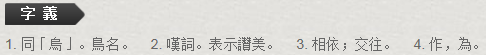 字義
1. 同「鳥」。鳥名。 2. 嘆詞。表示讚美。 3. 相依；交往。 4. 作，為。